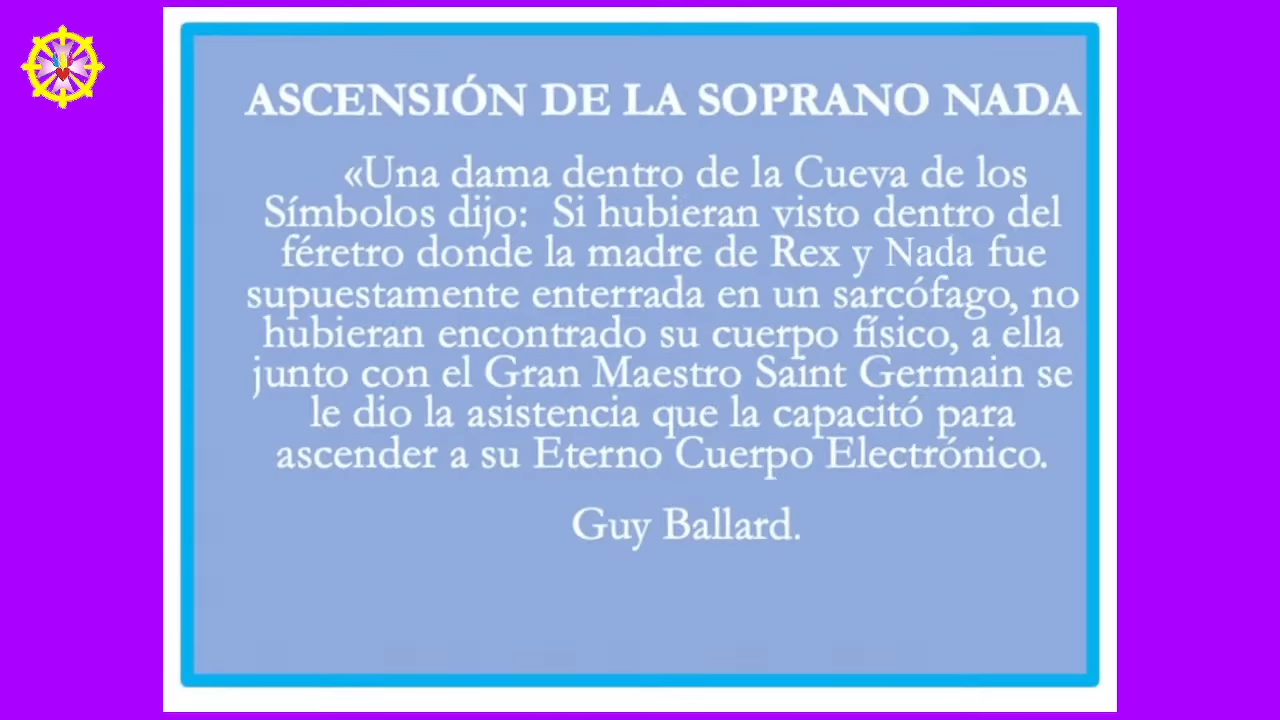 ASCENSIÓN DE LA SOPRANO NADA
«Una dama dentro de la Cueva de los
Símbolos dijo:  Si hubieran visto dentro del
féretro donde la madre de Rex y Nada fue
supuestamente enterrada en un sarcófago, no
hubieran encontrado su cuerpo físico, a ella
junto con el Gran Maestro Saint Germain se
le dio la asistencia que la capacitó para
ascender a su Eterno Cuerpo Electrónico.
Guy Ballard.